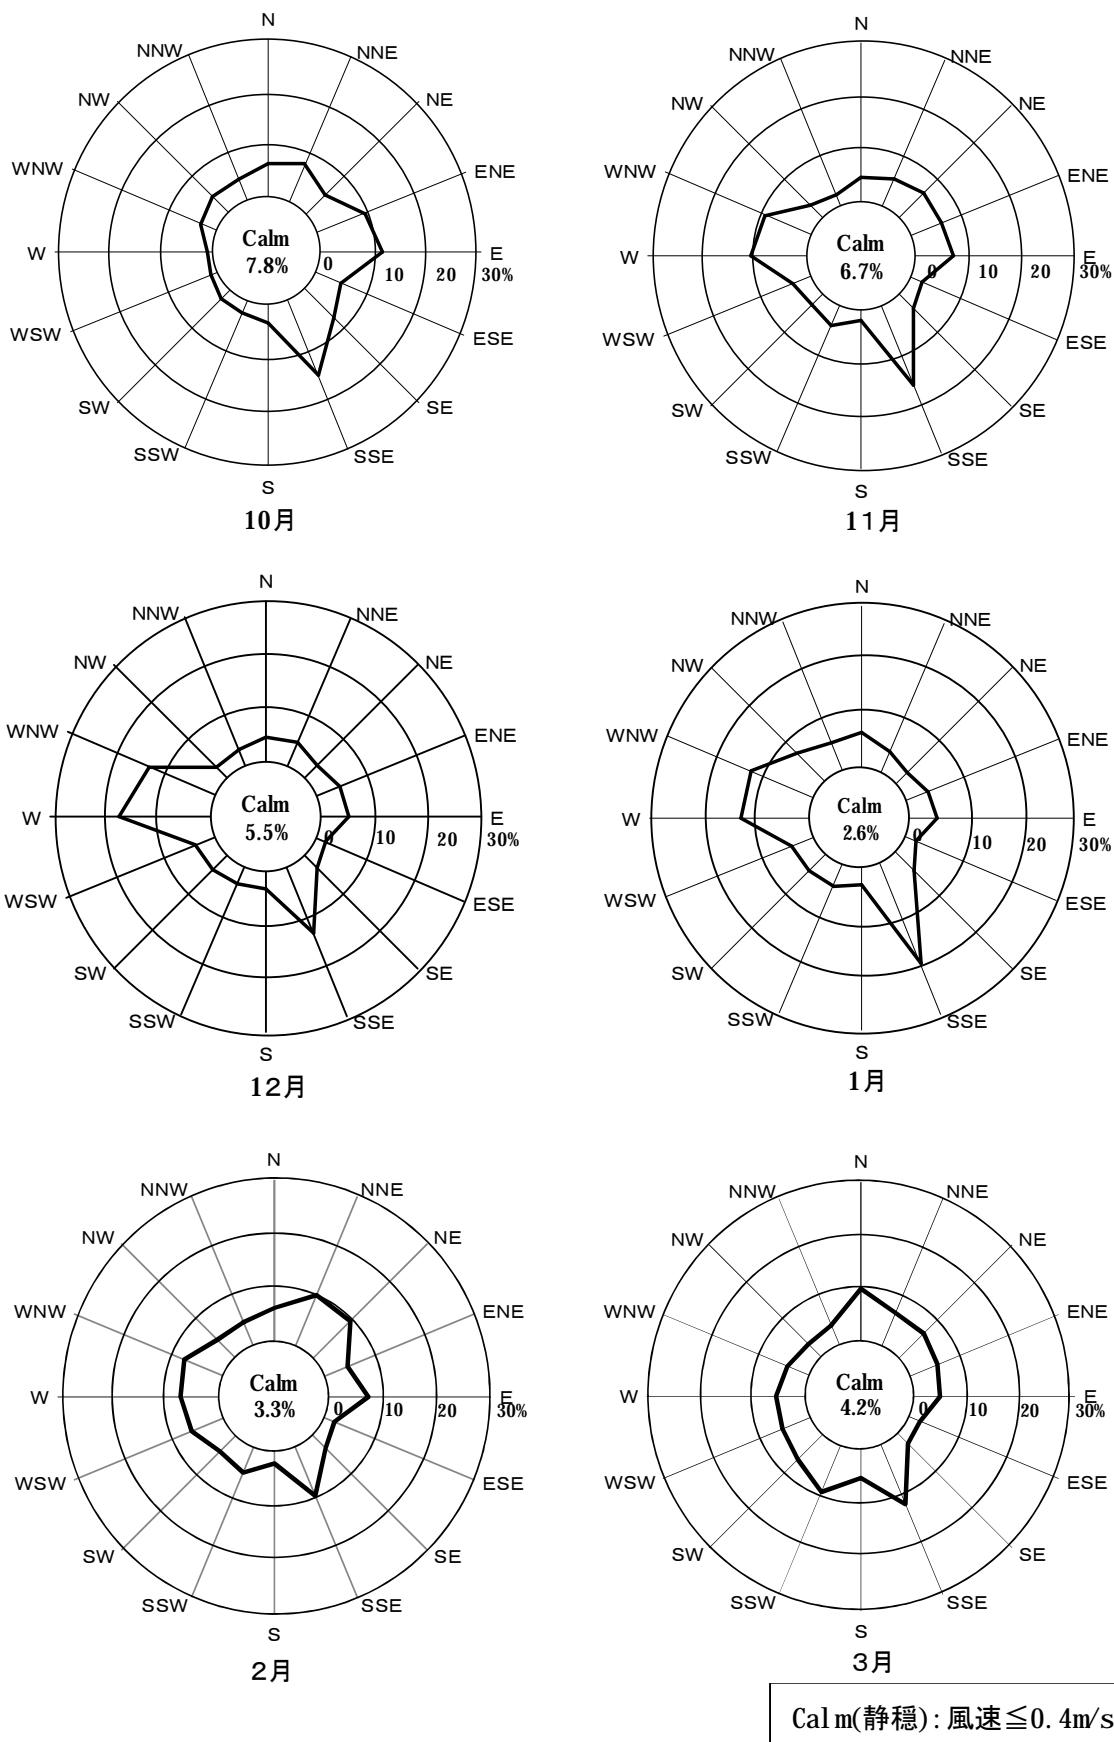 N
NNW NNE
NW NE
WNW ENE
W Calm E
7.8% 0 10 20 30%
WSW ESE
SW SE
SSW SSE
S
10月
N
NNW NNE
NW NE
WNW ENE
W Calm E
6.7% 0 10 20 30%
WSW ESE
SW SE
SSW SSE
S
11月
N
NNW NNE
NW NE
WNW ENE
W Calm E
5.5% 0 10 20 30%
WSW ESE
SW SE
SSW SSE
S
12月
N
NNW NNE
NW NE
WNW ENE
W Calm E
2.6% 0 10 20 30%
WSW ESE
SW SE
SSW SSE
S
1月
N
NNW NNE
NW NE
WNW ENE
W Calm E
3.3% 0 10 20 30%
WSW ESE
SW SE
SSW SSE
S
2月
N
NNW NNE
NW NE
WNW ENE
W Calm E
4.2% 0 10 20 30%
WSW ESE
SW SE
SSW SSE
S
3月
Calm(静穏):風速≦0.4m/s